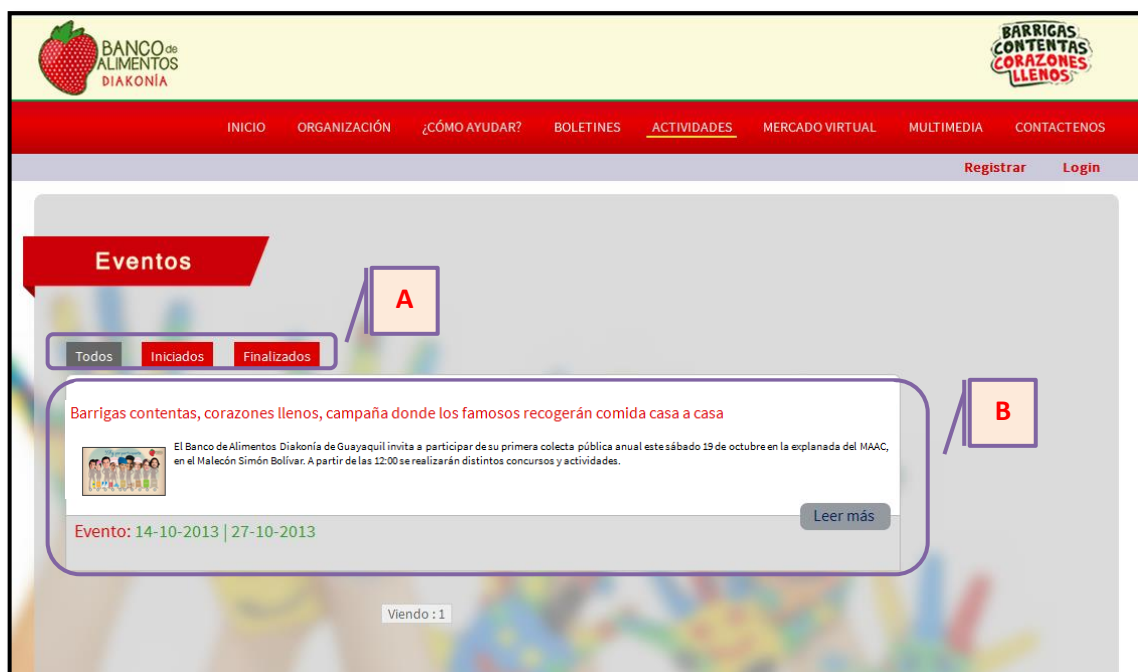 BANCO de
ALIMENTOS
DIAKONÍA
BARRIGAS
CONTENTAS
CORAZONES
LLENOS
INICIO ORGANIZACIÓN ¿CÓMO AYUDAR? BOLETINES ACTIVIDADES MERCADO VIRTUAL MULTIMEDIA CONTACTENOS
Registrar Login
Eventos
A
Todos Iniciados Finalizados
B
Barrigas contentas, corazones llenos, campaña donde los famosos recogerán comida casa a casa
El Banco de Alimentos Diakonía de Guayaquil invita a participar de su primera colecta pública anual este sábado 19 de octubre en la explanada del MAAC,
en el Malecón Simón Bolívar. A partir de las 12:00 se realizarán distintos concursos y actividades.
Leer más
Evento: 14-10-2013 | 27-10-2013
Viendo : 1